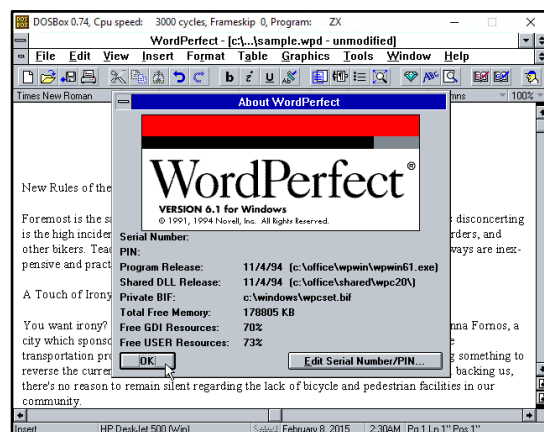 DOSBox 0.74, Cpu speed: 3000 cycles, Frameskip 0, Program: ZX
WordPerfect - [c:\...\sample.wpd - unmodified]
File Edit View Insert Format Table Graphics Tools Window Help
b i u ABC
Times New Roman mns 100%
About WordPerfect
WordPerfect®
VERSION 6.1 for Windows
© 1991, 1994 Novell, Inc. All Rights Reserved.
Serial Number:
PIN:
Program Release: 11/4/94 (c:\office\wpwin\wpwin61.exe)
Shared DLL Release: 11/4/94 (c:\office\shared\wpc20\)
Private BIF: c:\windows\wpcset.bif
Total Free Memory: 178805 KB
Free GDI Resources: 70%
Free USER Resources: 73%
OK Edit Serial Number/PIN...
New Rules of the
Foremost is the s disconcerting
is the high incider rders, and
other bikers. Teac ways are inex-
pensive and pract
A Touch of Irony
You want irony? nna Fornos, a
city which sponso
transportation pr g something to
reverse the curre backing us,
there's no reason to remain silent regarding the lack of bicycle and pedestrian facilities in our
community.
Insert HP DeskJet 500 (Win) Select February 8, 2015 2:30AM Pg 1 Ln 1" Pos 1"